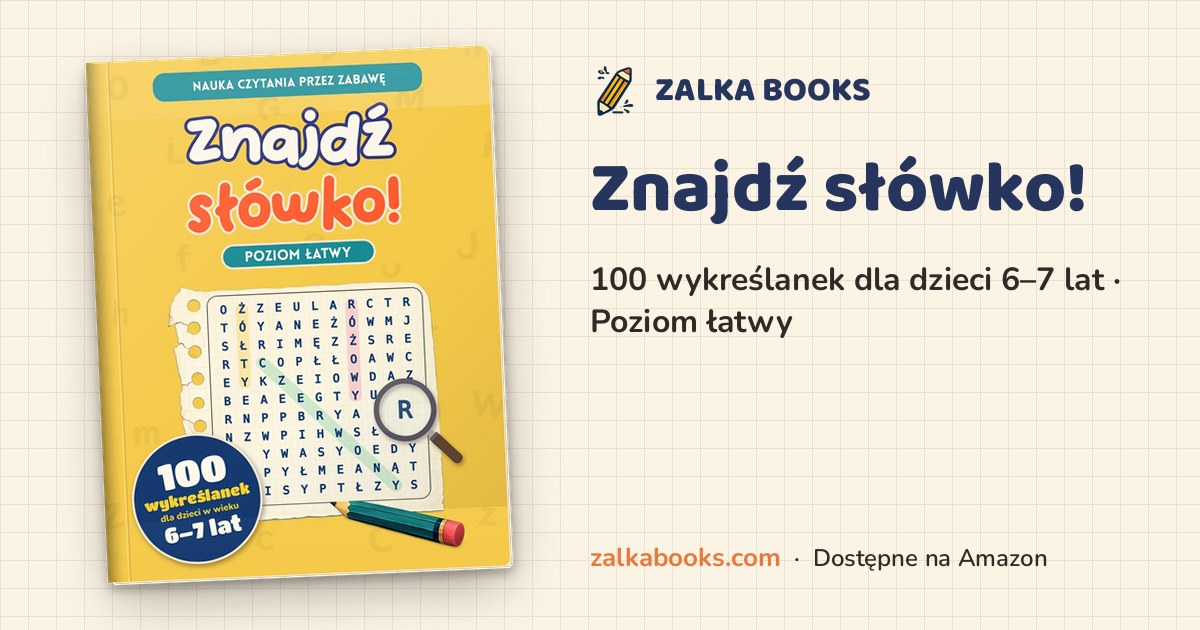 NAUKA CZYTANIA PRZEZ ZABAWĘ
Znajdź
słówko!
POZIOM ŁATWY
O Ż Z E U L A R C T R
T Ó Y A N E Ż Ó W M J
S Ł R I M Ę Z Ż S R E
R T C O P Ł Ł O A W C
E Y K Z E I O W D A Z
B E A E E G T Y U
R N P P B R Y A R
N Z W P I H W S Ł
Y W A S Y O E D Y
P Y Ł M E A N Ą T
I S Y P T Ł Z Y S
100
wykreślanek
dla dzieci w wieku
6–7 lat
ZALKA BOOKS
Znajdź słówko!
100 wykreślanek dla dzieci 6–7 lat ·
Poziom łatwy
zalkabooks.com · Dostępne na Amazon